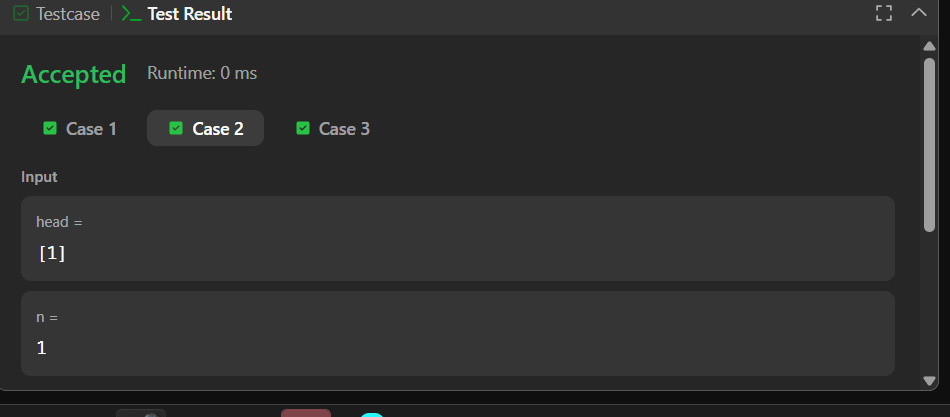 Testcase | Test Result
Accepted Runtime: 0 ms
Case 1 Case 2 Case 3
Input
head =
[1]
n =
1